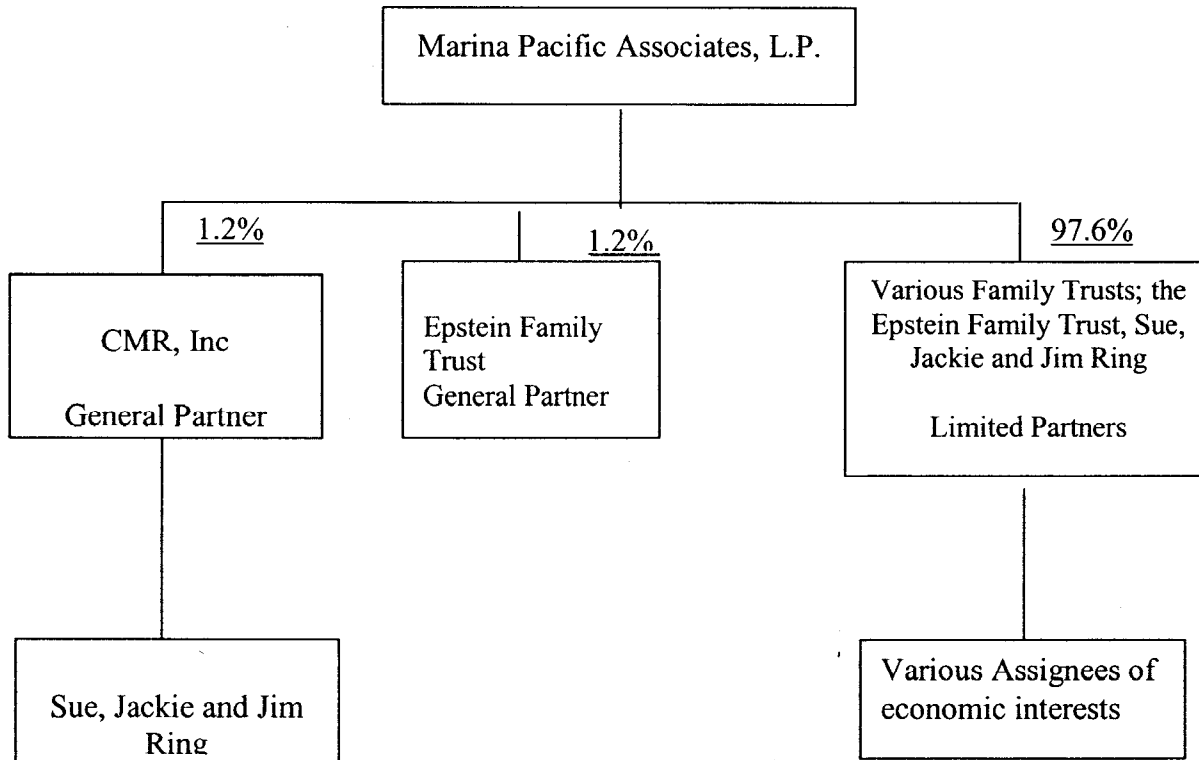 Marina Pacific Associates, L.P.
1.2%
1.2%
97.6%
CMR, Inc
General Partner
Epstein Family
Trust
General Partner
Various Family Trusts; the
Epstein Family Trust, Sue,
Jackie and Jim Ring
Limited Partners
Sue, Jackie and Jim
Ring
Various Assignees of
economic interests